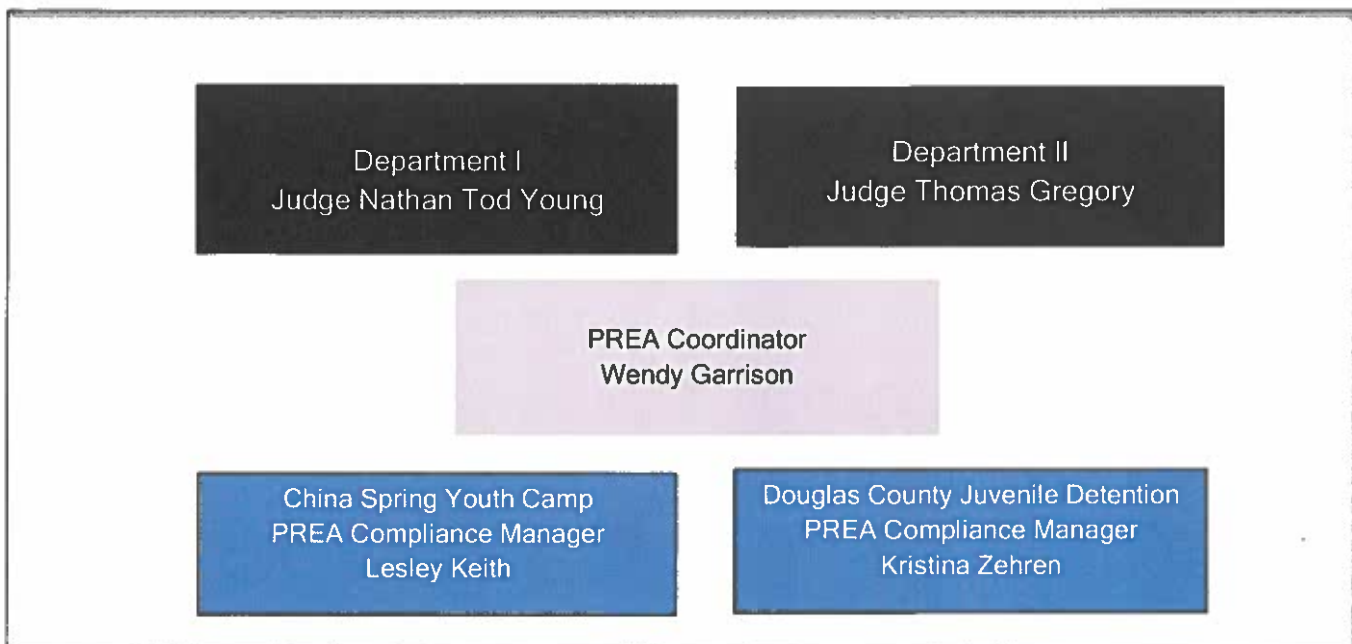 Department I
Judge Nathan Tod Young
Department II
Judge Thomas Gregory
PREA Coordinator
Wendy Garrison
China Spring Youth Camp
PREA Compliance Manager
Lesley Keith
Douglas County Juvenile Detention
PREA Compliance Manager
Kristina Zehren